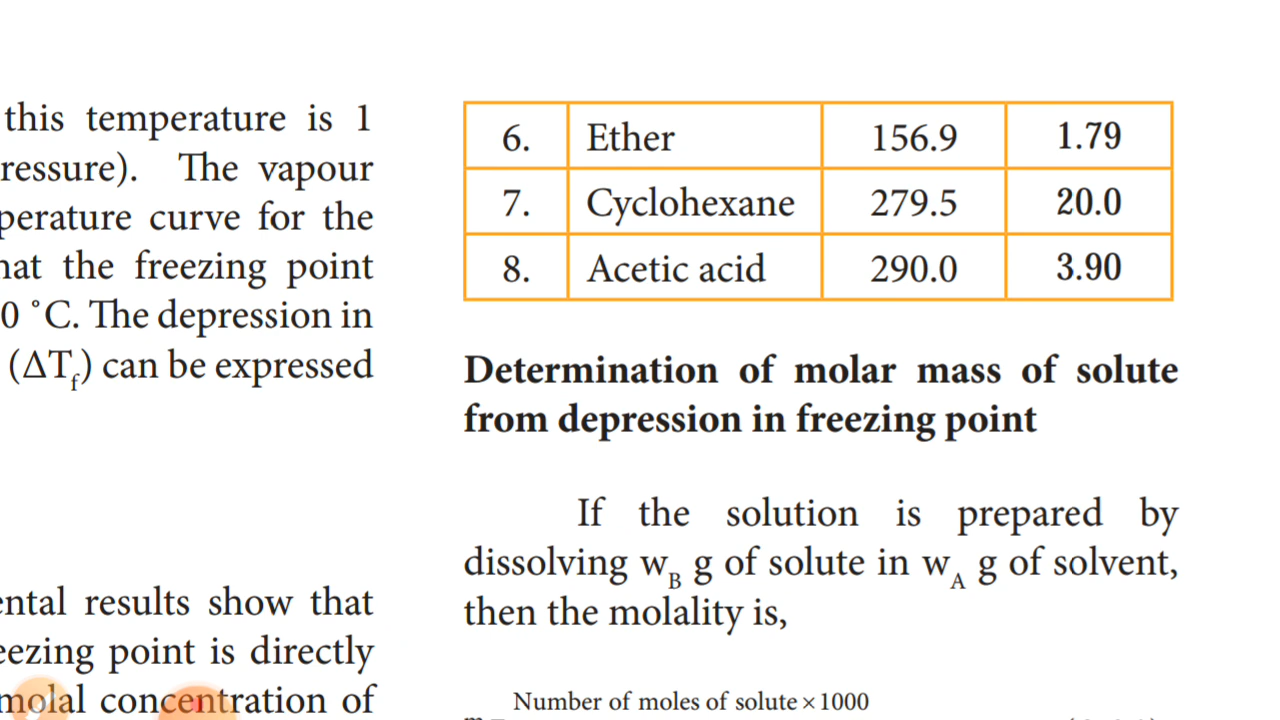 this temperature is 1
ressure). The vapour
perature curve for the
hat the freezing point
0 °C. The depression in
(ΔTf) can be expressed
ental results show that
eezing point is directly
molal concentration of
6. Ether 156.9 1.79
7. Cyclohexane 279.5 20.0
8. Acetic acid 290.0 3.90
Determination of molar mass of solute
from depression in freezing point
If the solution is prepared by
dissolving wB g of solute in wA g of solvent,
then the molality is,
Number of moles of solute × 1000